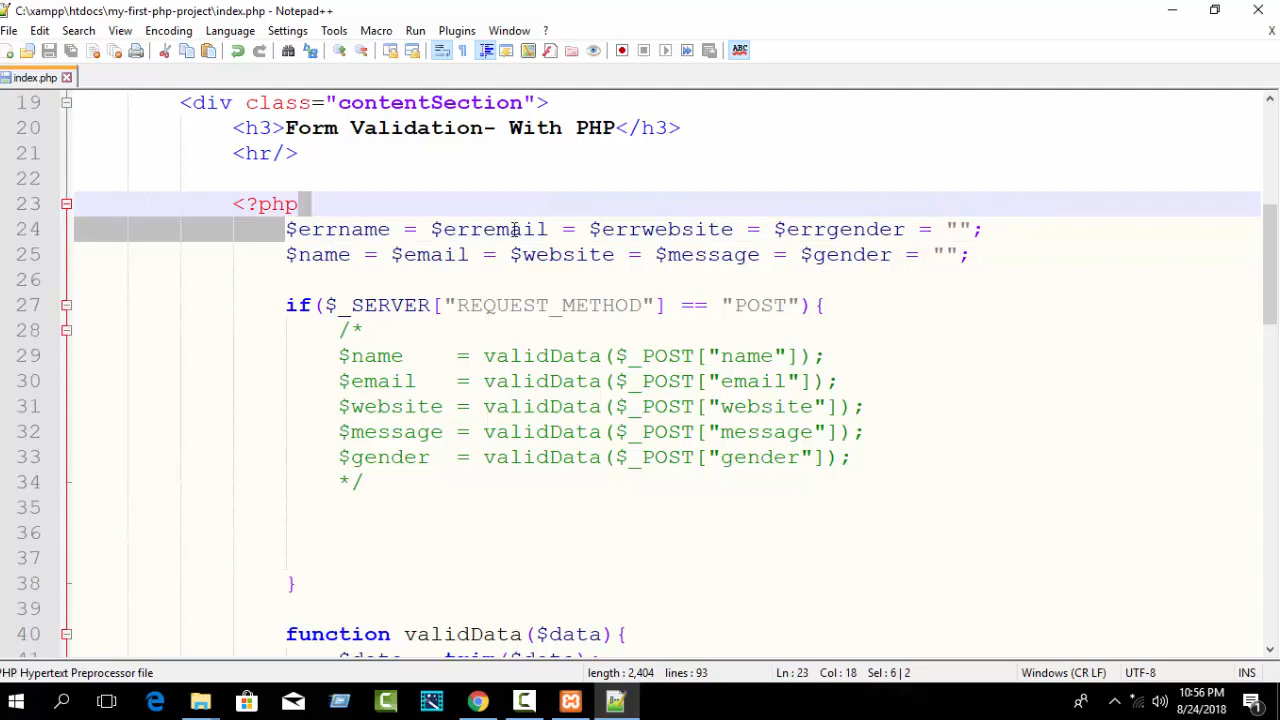 C:\xampp\htdocs\my-first-php-project\index.php - Notepad++
File Edit Search View Encoding Language Settings Tools Macro Run Plugins Window ?
index.php
19 <div class="contentSection">
20 <h3>Form Validation- With PHP</h3>
21 <hr/>
22
23 <?php
24 $errname = $erremail = $errwebsite = $errgender = "";
25 $name = $email = $website = $message = $gender = "";
26
27 if($_SERVER["REQUEST_METHOD"] == "POST"){
28 /*
29 $name = validData($_POST["name"]);
30 $email = validData($_POST["email"]);
31 $website = validData($_POST["website"]);
32 $message = validData($_POST["message"]);
33 $gender = validData($_POST["gender"]);
34 */
35
36
37
38 }
39
40 function validData($data){
41 $data = trim($data);
PHP Hypertext Preprocessor file length : 2,404 lines : 93 Ln : 23 Col : 18 Sel : 6 | 2 Windows (CR LF) UTF-8 INS
10:56 PM
8/24/2018